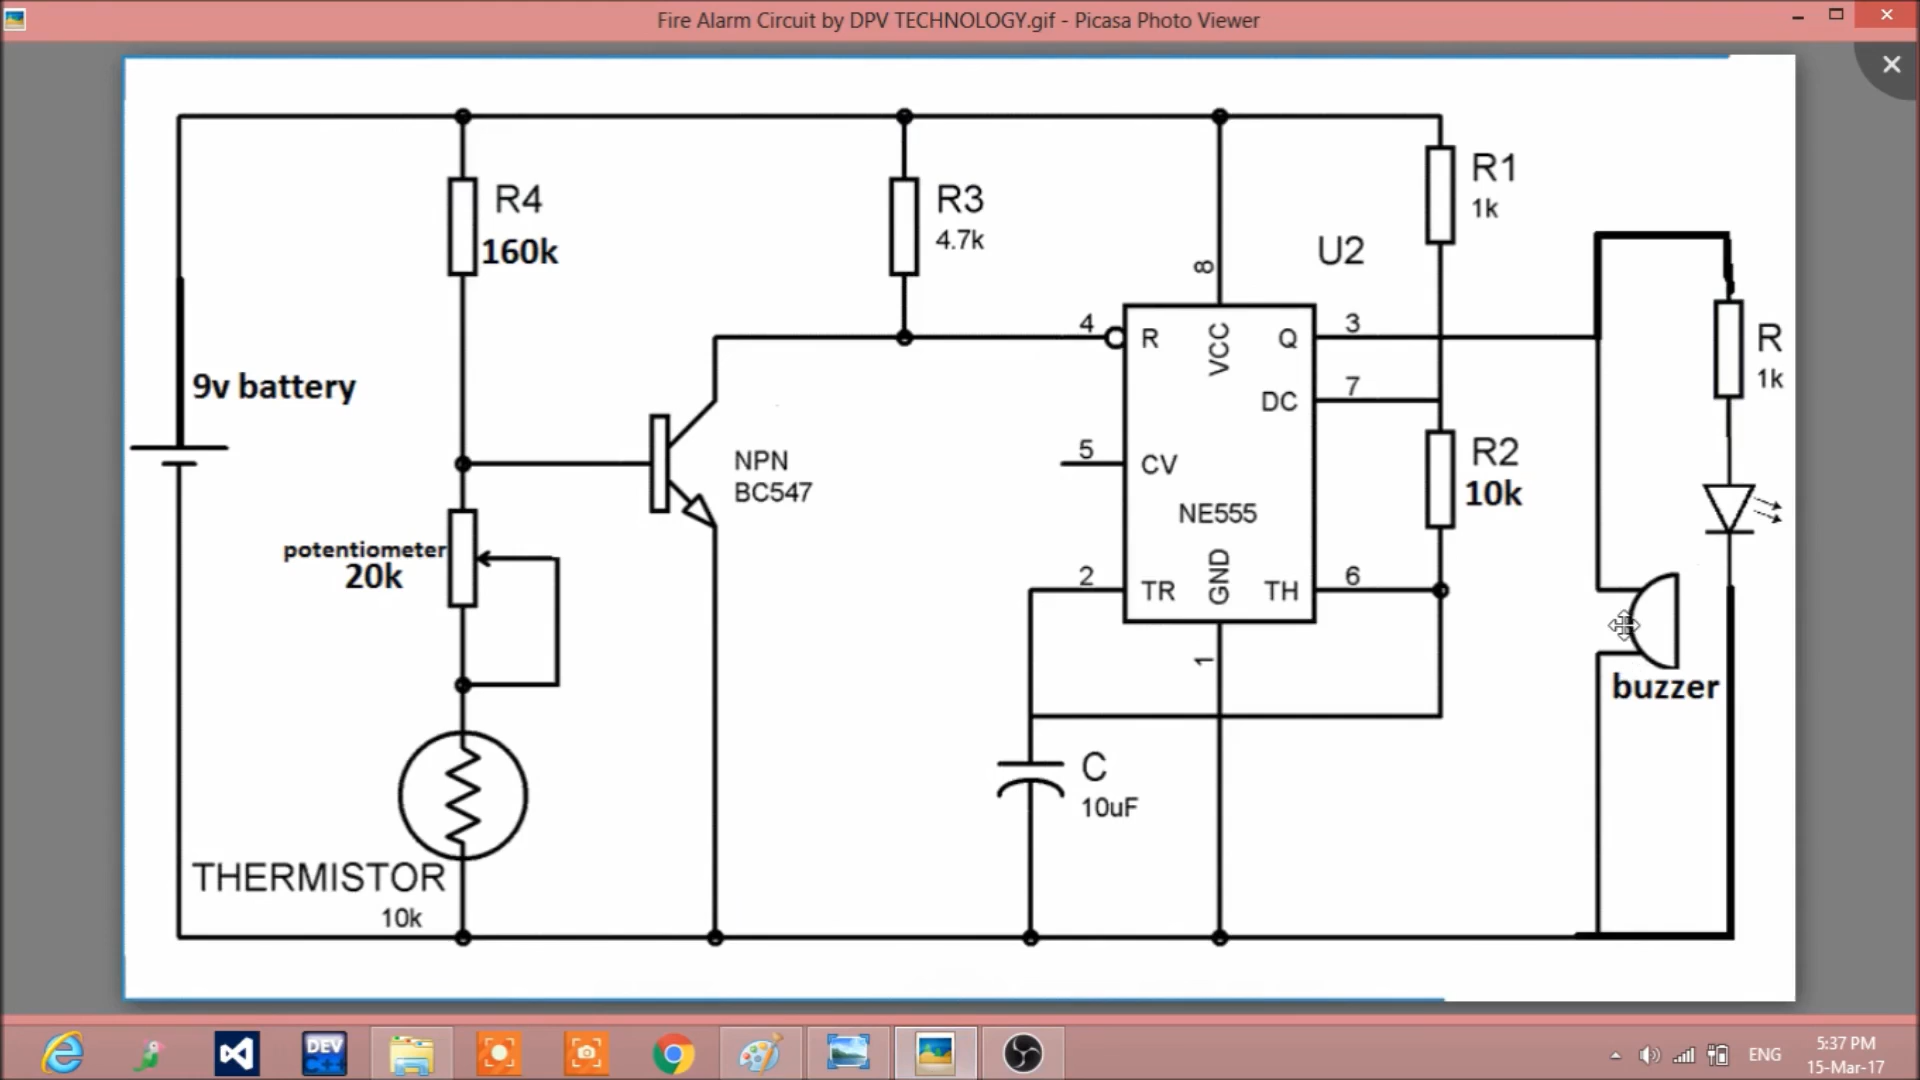 Fire Alarm Circuit by DPV TECHNOLOGY.gif - Picasa Photo Viewer
R4
160k
R3
4.7k
R1
1k
U2
8
4
R
VCC
Q
3
R
1k
9v battery
DC
7
5
CV
NPN
BC547
NE555
R2
10k
potentiometer
20k
2
TR
GND
TH
6
1
buzzer
C
10uF
THERMISTOR
10k
DEV
C++
ENG
5:37 PM
15-Mar-17